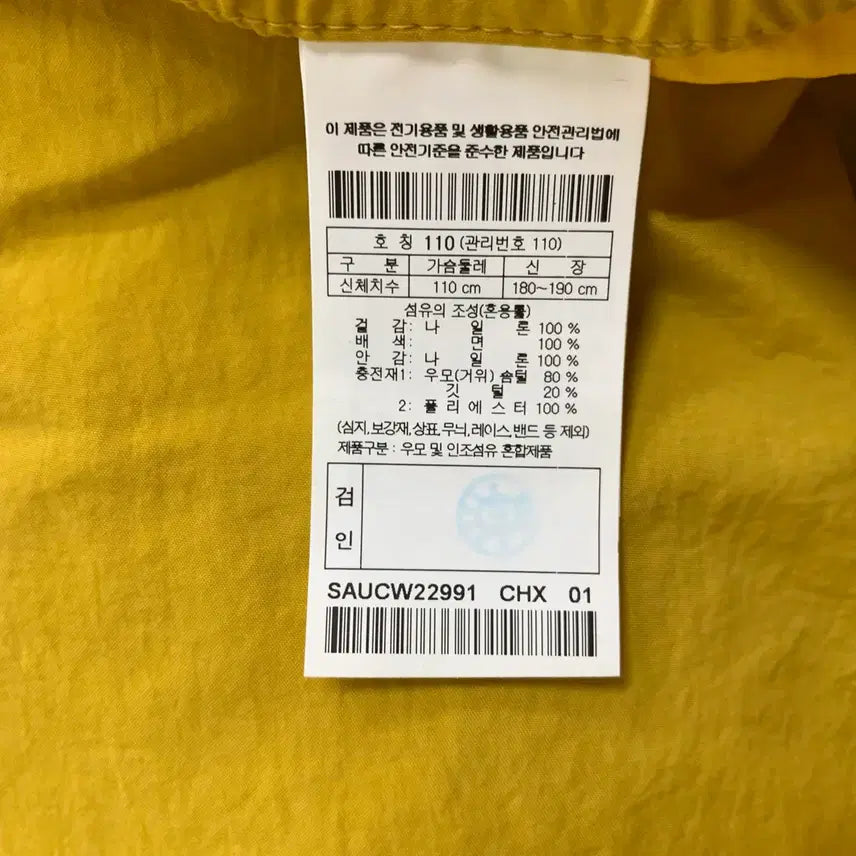 이 제품은 전기용품 및 생활용품 안전관리법에
따른 안전기준을 준수한 제품입니다
호 칭 110 (관리번호 110)
구 분 가슴둘레 신 장
신체치수 110 cm 180~190 cm
섬유의 조성(혼용률)
겉 감: 나 일 론 100 %
배 색: 면 100 %
안 감: 나 일 론 100 %
충전재1: 우모(거위) 솜털 80 %
깃 털 20 %
2: 폴리에스터 100 %
(심지,보강재,상표,무늬,레이스,밴드 등 제외)
제품구분 : 우모 및 인조섬유 혼합제품
검
인
SAUCW22991 CHX 01